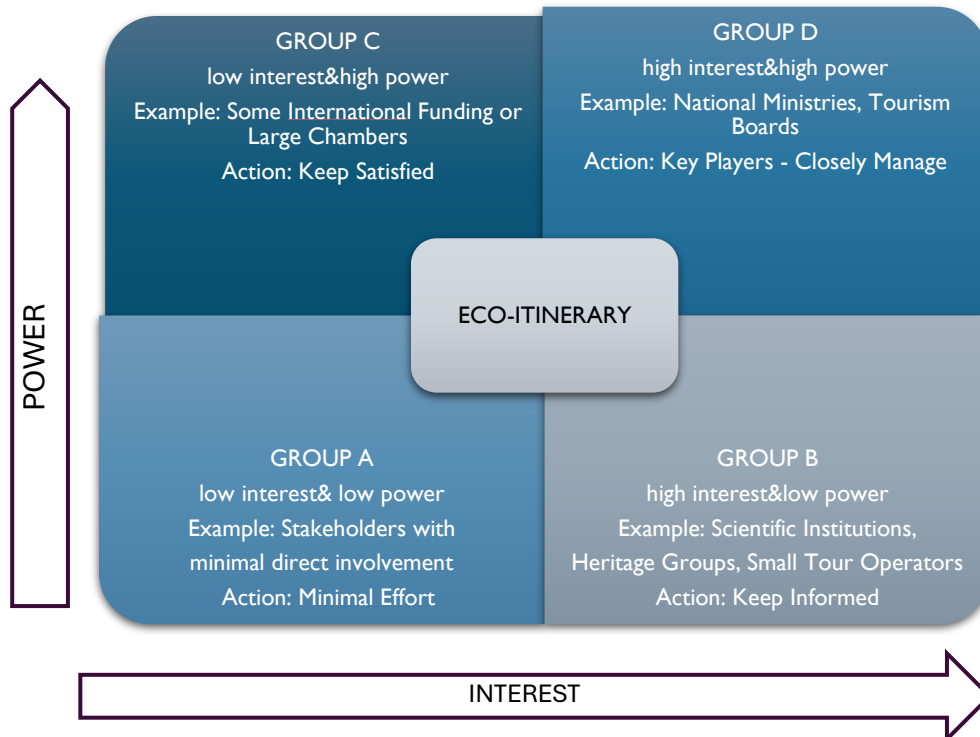 GROUP C
low interest&high power
Example: Some International Funding or
Large Chambers
Action: Keep Satisfied
GROUP D
high interest&high power
Example: National Ministries, Tourism
Boards
Action: Key Players - Closely Manage
ECO-ITINERARY
POWER
GROUP A
low interest& low power
Example: Stakeholders with
minimal direct involvement
Action: Minimal Effort
GROUP B
high interest&low power
Example: Scientific Institutions,
Heritage Groups, Small Tour Operators
Action: Keep Informed
INTEREST